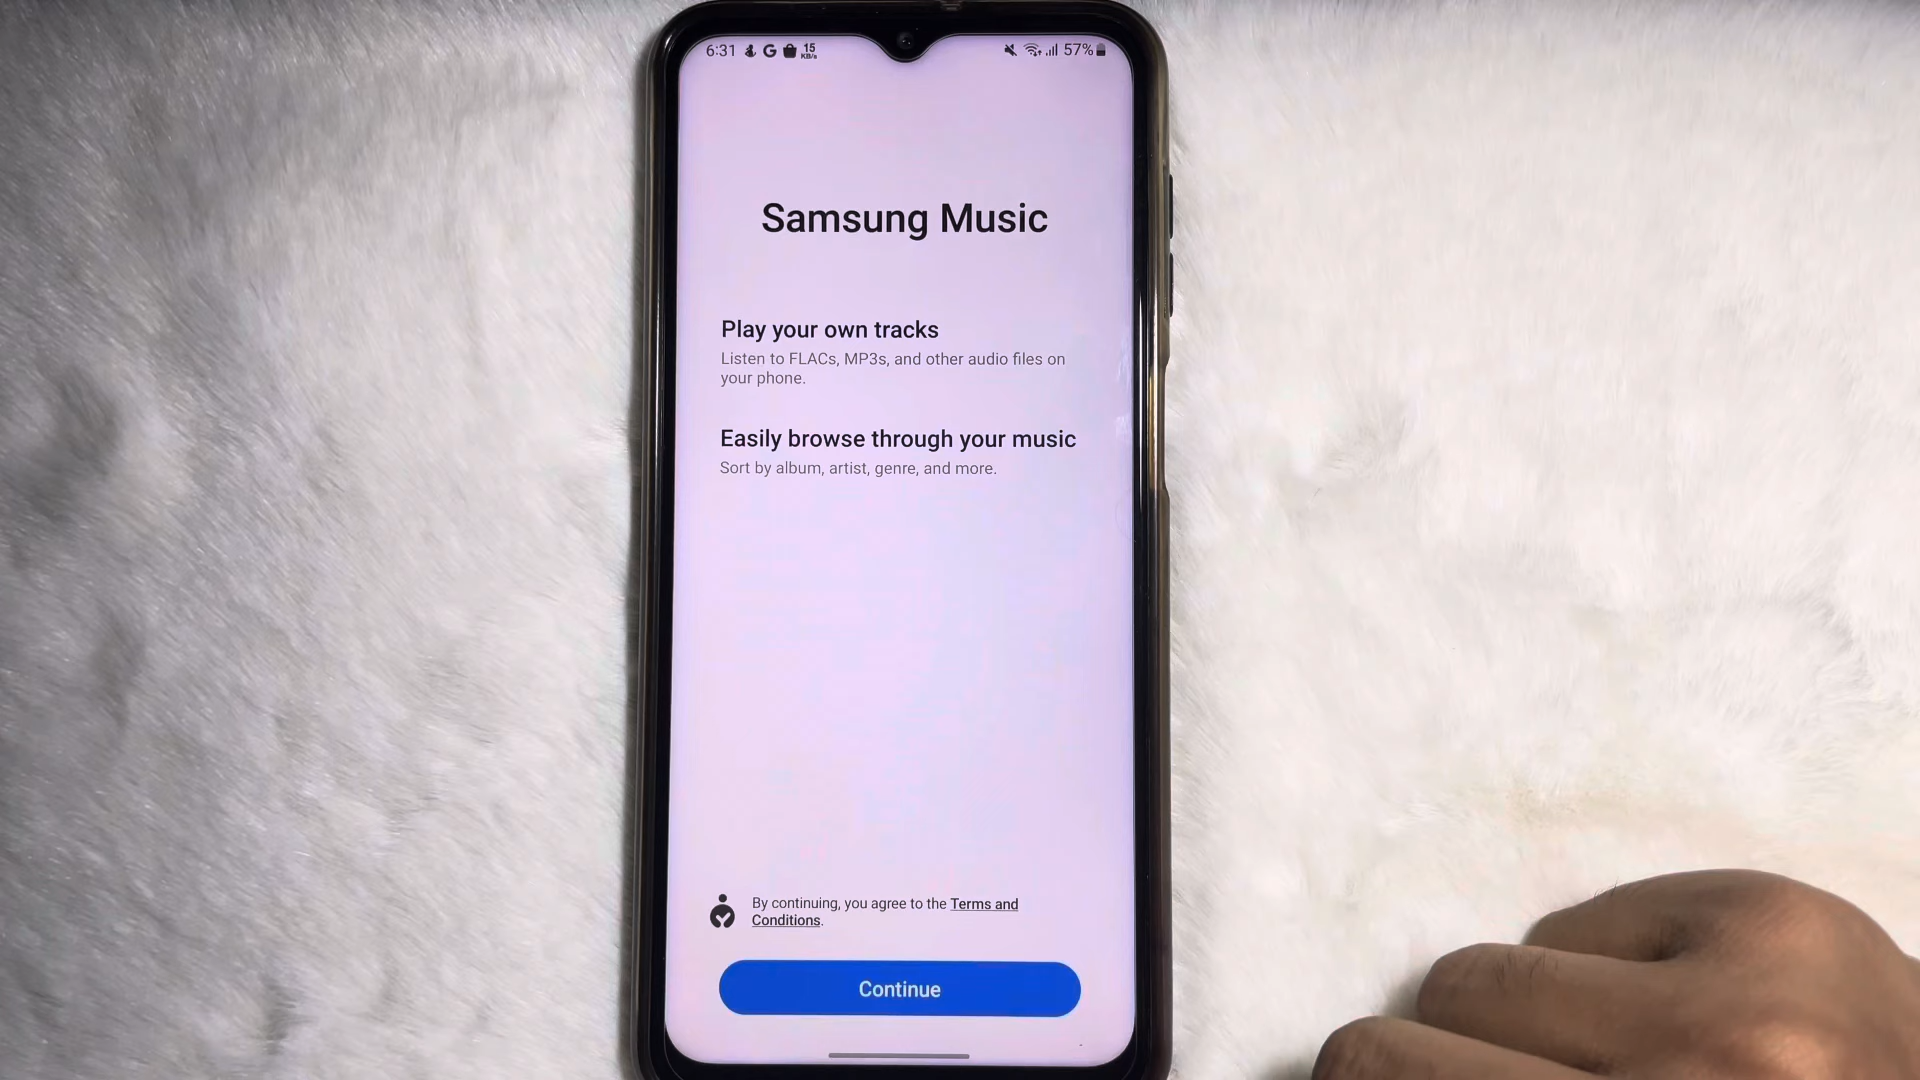 6:31 G 15 KB/s 57%
Samsung Music
Play your own tracks
Listen to FLACs, MP3s, and other audio files on
your phone.
Easily browse through your music
Sort by album, artist, genre, and more.
By continuing, you agree to the Terms and
Conditions.
Continue